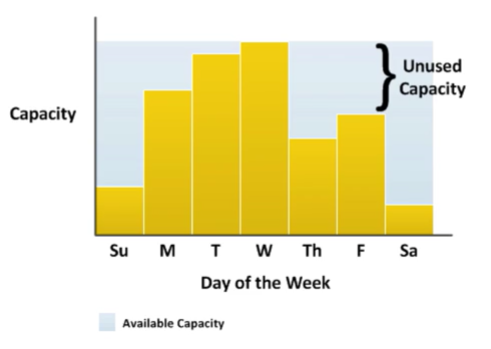 Unused
Capacity
Capacity
Su M T W Th F Sa
Day of the Week
Available Capacity